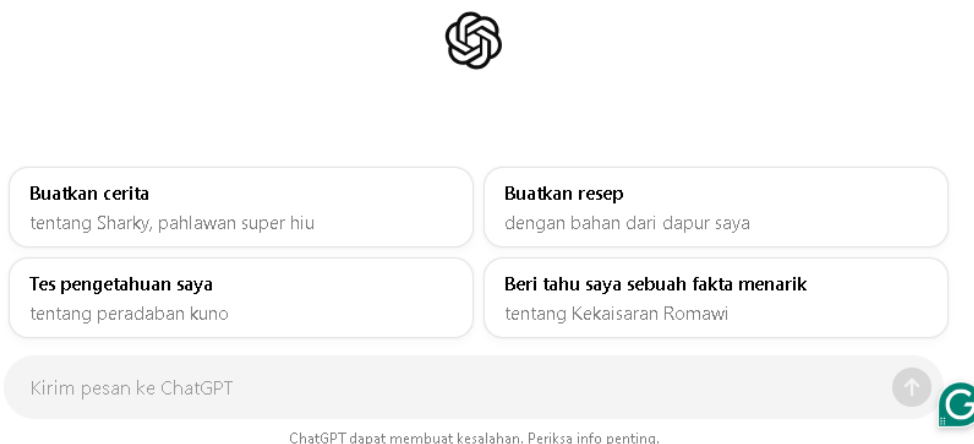 Buatkan cerita
tentang Sharky, pahlawan super hiu
Buatkan resep
dengan bahan dari dapur saya
Tes pengetahuan saya
tentang peradaban kuno
Beri tahu saya sebuah fakta menarik
tentang Kekaisaran Romawi
Kirim pesan ke ChatGPT
ChatGPT dapat membuat kesalahan. Periksa info penting.